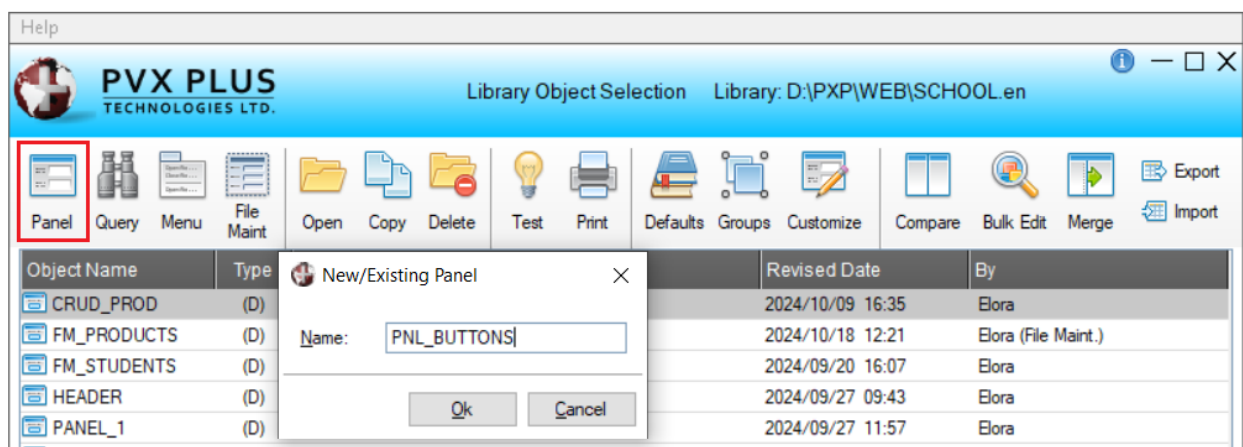 Help
PVX PLUS
TECHNOLOGIES LTD.
Library Object Selection Library: D:\PXP\WEB\SCHOOL.en
Panel Query Menu File Maint Open Copy Delete Test Print Defaults Groups Customize Compare Bulk Edit Merge
Export
Import
Object Name Type Revised Date By
New/Existing Panel
Name: PNL_BUTTONS
Ok Cancel
CRUD_PROD (D) 2024/10/09 16:35 Elora
FM_PRODUCTS (D) 2024/10/18 12:21 Elora (File Maint.)
FM_STUDENTS (D) 2024/09/20 16:07 Elora
HEADER (D) 2024/09/27 09:43 Elora
PANEL_1 (D) 2024/09/27 11:57 Elora